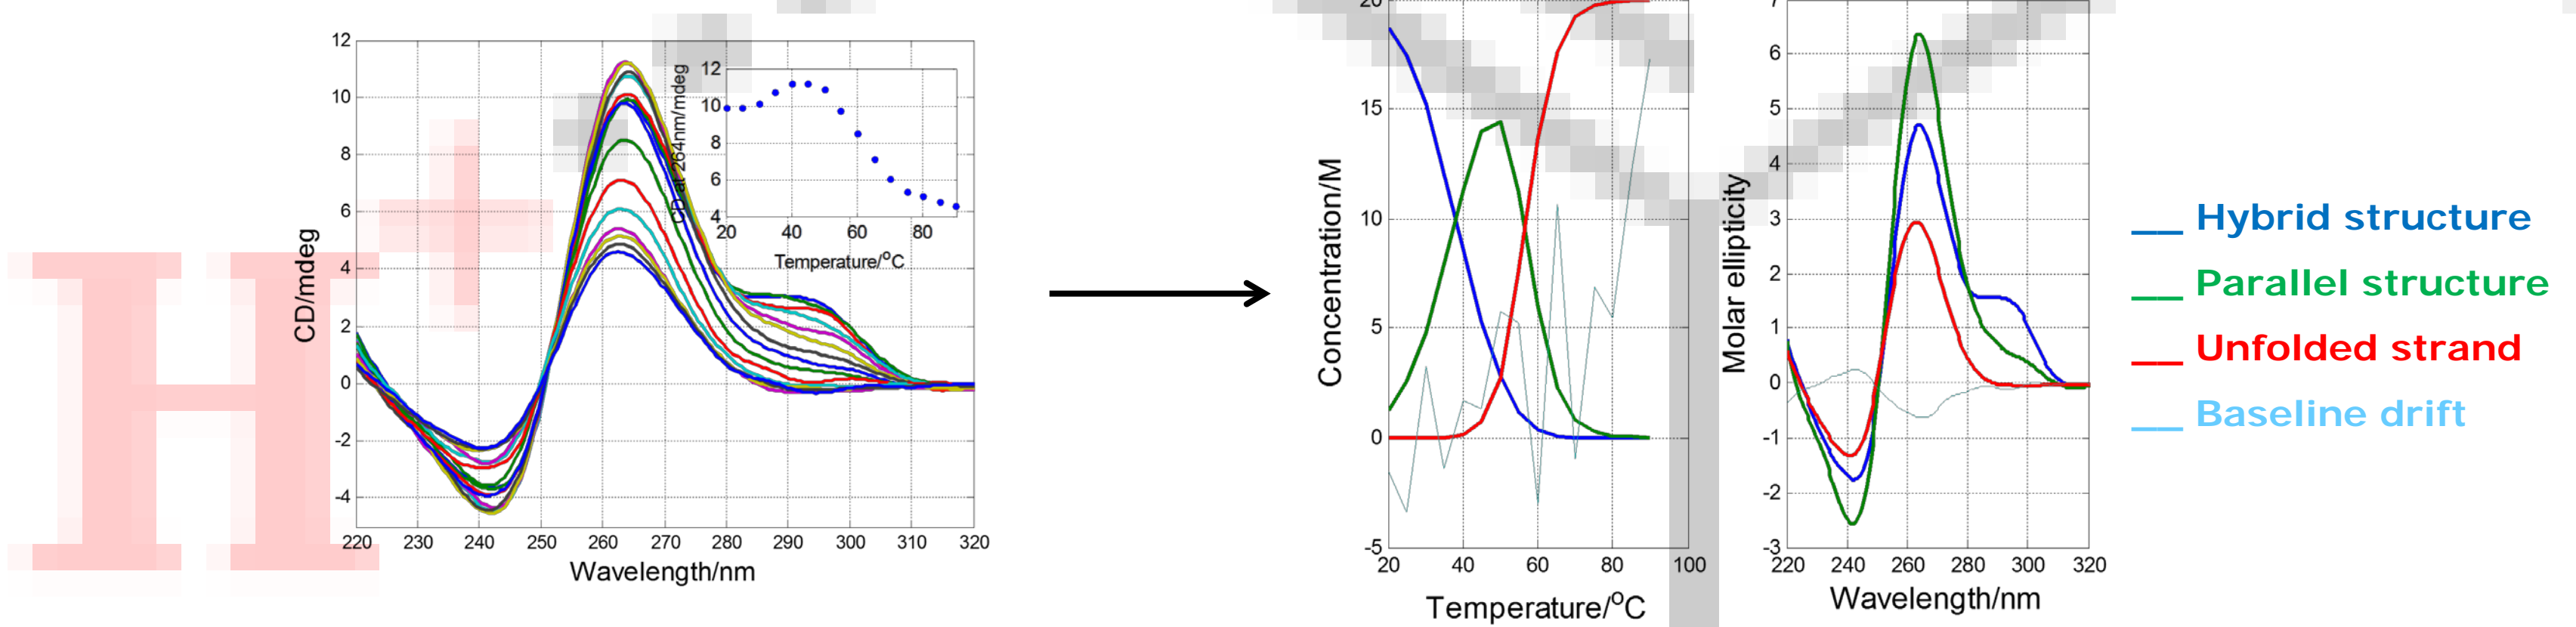 12
10
8
6
4
2
0
-2
-4
220 230 240 250 260 270 280 290 300 310 320
Wavelength/nm
CD/mdeg
12
10
8
6
4
20 40 60 80
Temperature/°C
CD at 264nm/mdeg
20
15
10
5
0
-5
20 40 60 80 100
Temperature/°C
Concentration/M
7
6
5
4
3
2
1
0
-1
-2
-3
220 240 260 280 300 320
Wavelength/nm
Molar ellipticity
__ Hybrid structure
__ Parallel structure
__ Unfolded strand
__ Baseline drift
H+